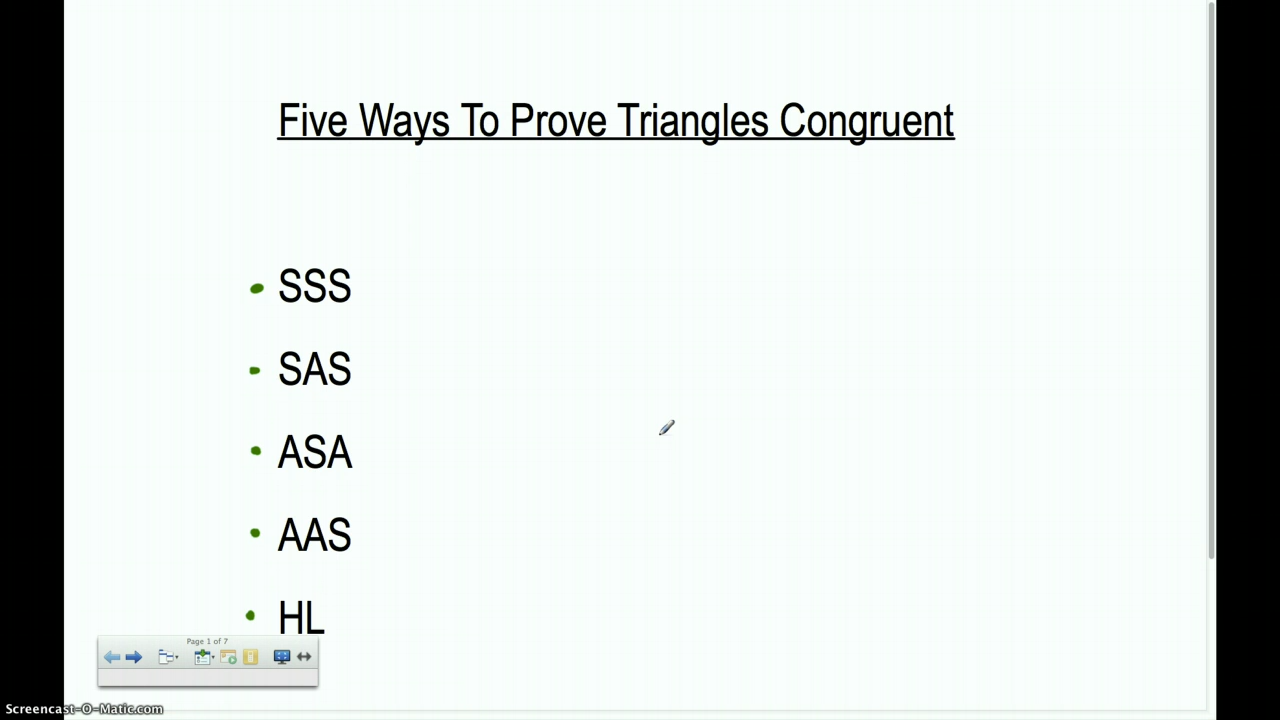 Five Ways To Prove Triangles Congruent
• SSS
• SAS
• ASA
• AAS
• HL
Page 1 of 7
Screencast-O-Matic.com